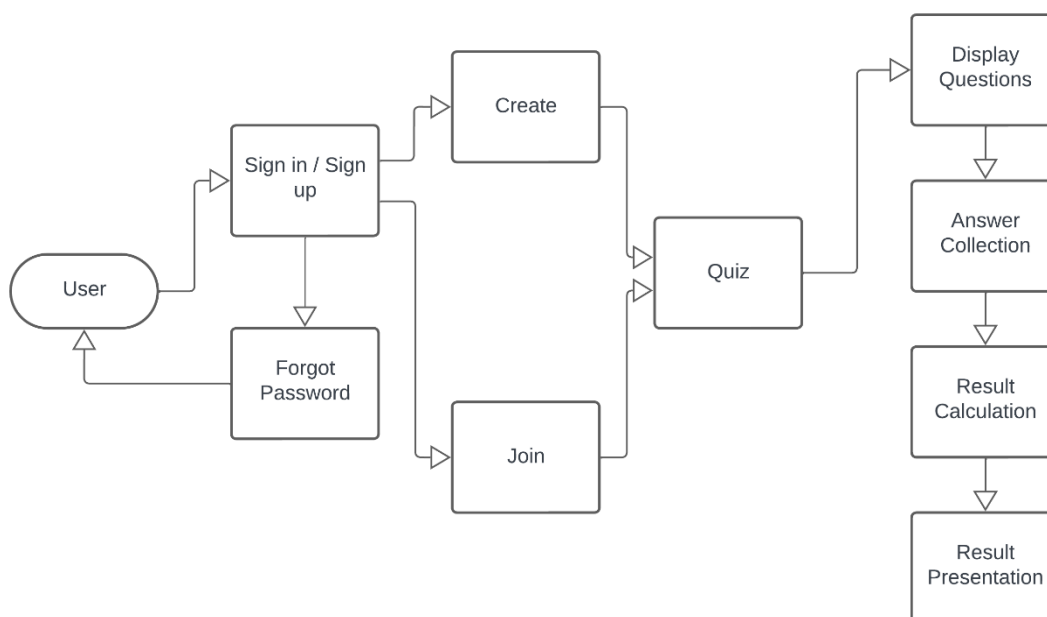 User
Sign in / Sign
up
Forgot
Password
Create
Join
Quiz
Display
Questions
Answer
Collection
Result
Calculation
Result
Presentation